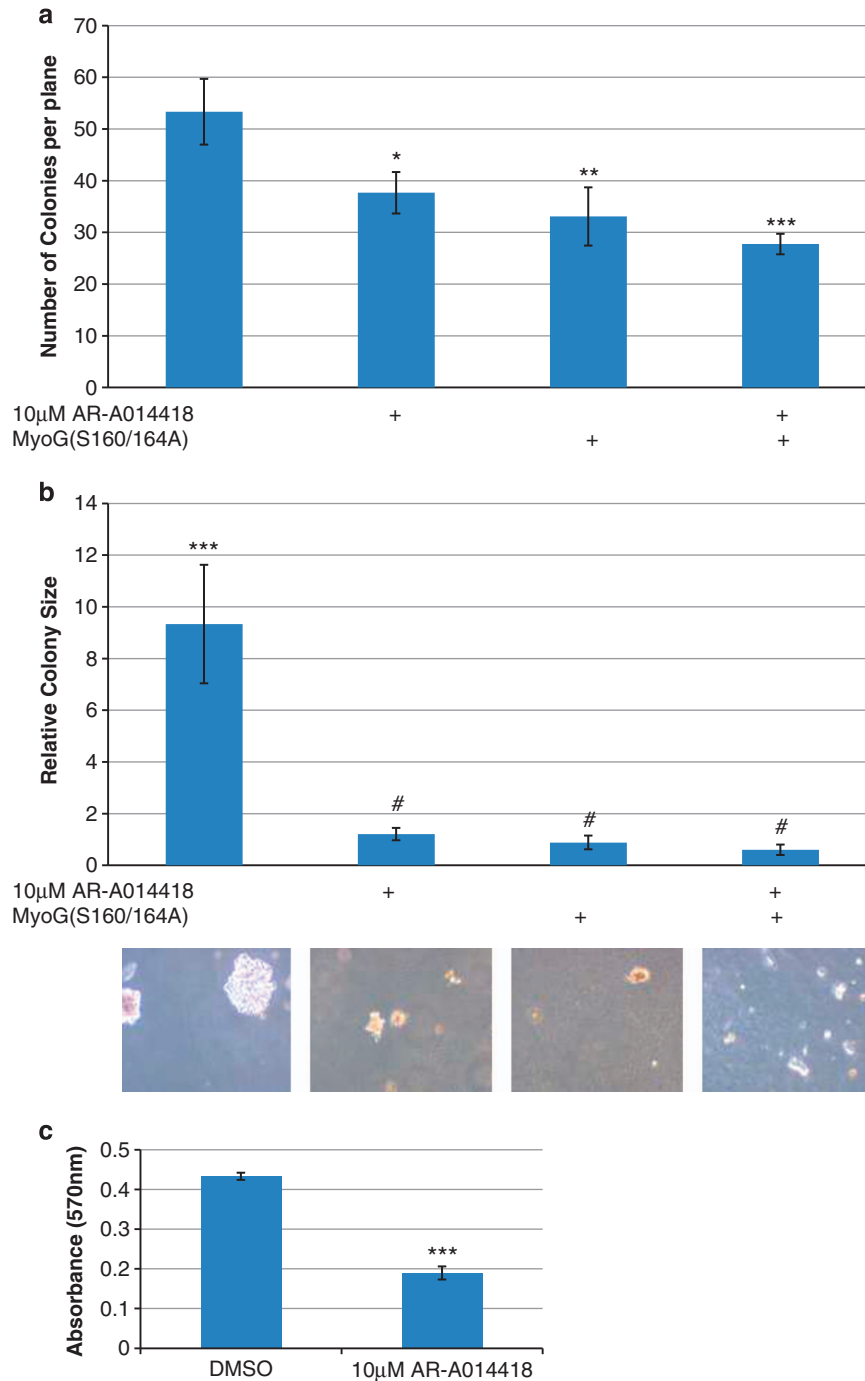 a
Number of Colonies per plane
70
60
50
40
30
20
10
0
*
**
***
10μM AR-A014418 + +
MyoG(S160/164A) + +
b
Relative Colony Size
14
12
10
8
6
4
2
0
***
#
#
#
10μM AR-A014418 + +
MyoG(S160/164A) + +
c
Absorbance (570nm)
0.5
0.4
0.3
0.2
0.1
0
***
DMSO 10μM AR-A014418